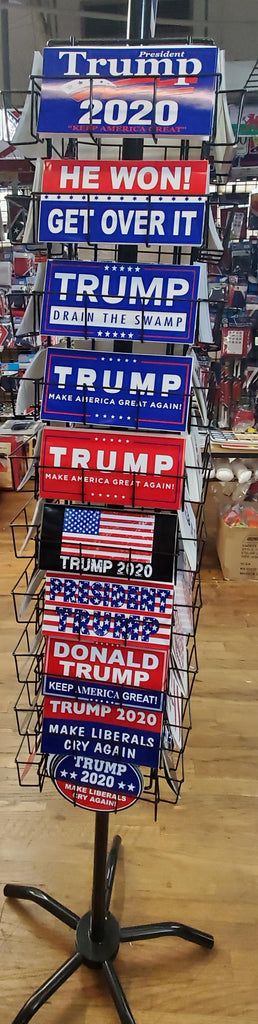 President
Trump
2020
"KEEP AMERICA GREAT"
HE WON!
GET OVER IT
TRUMP
DRAIN THE SWAMP
TRUMP
MAKE AMERICA GREAT AGAIN!
TRUMP
MAKE AMERICA GREAT AGAIN!
TRUMP 2020
PRESIDENT
TRUMP
DONALD
TRUMP
KEEP AMERICA GREAT!
TRUMP 2020
MAKE LIBERALS
CRY AGAIN
TRUMP
2020
MAKE LIBERALS
CRY AGAIN!